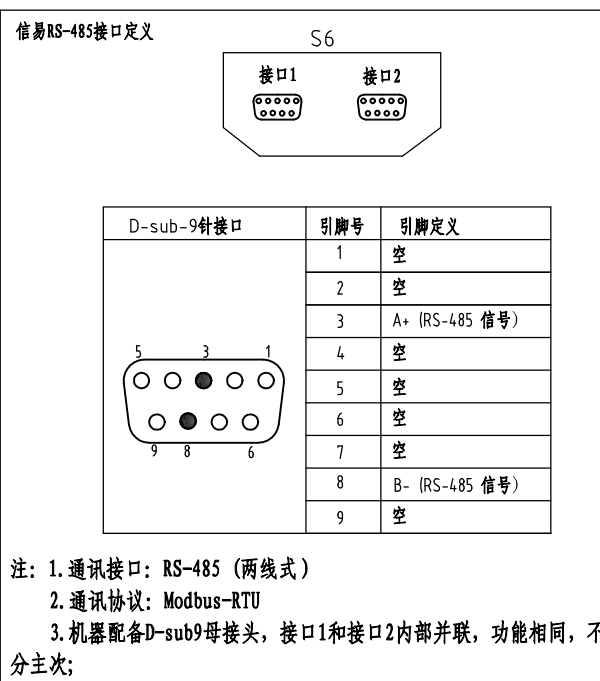 信易RS-485接口定义
S6
接口1 接口2
D-sub-9针接口 引脚号 引脚定义
1 空
2 空
3 A+ (RS-485 信号)
4 空
5 空
6 空
7 空
8 B- (RS-485 信号)
9 空
5 3 1
9 8 6
注: 1.通讯接口: RS-485 (两线式)
2.通讯协议: Modbus-RTU
3.机器配备D-sub9母接头, 接口1和接口2内部并联, 功能相同, 不
分主次;